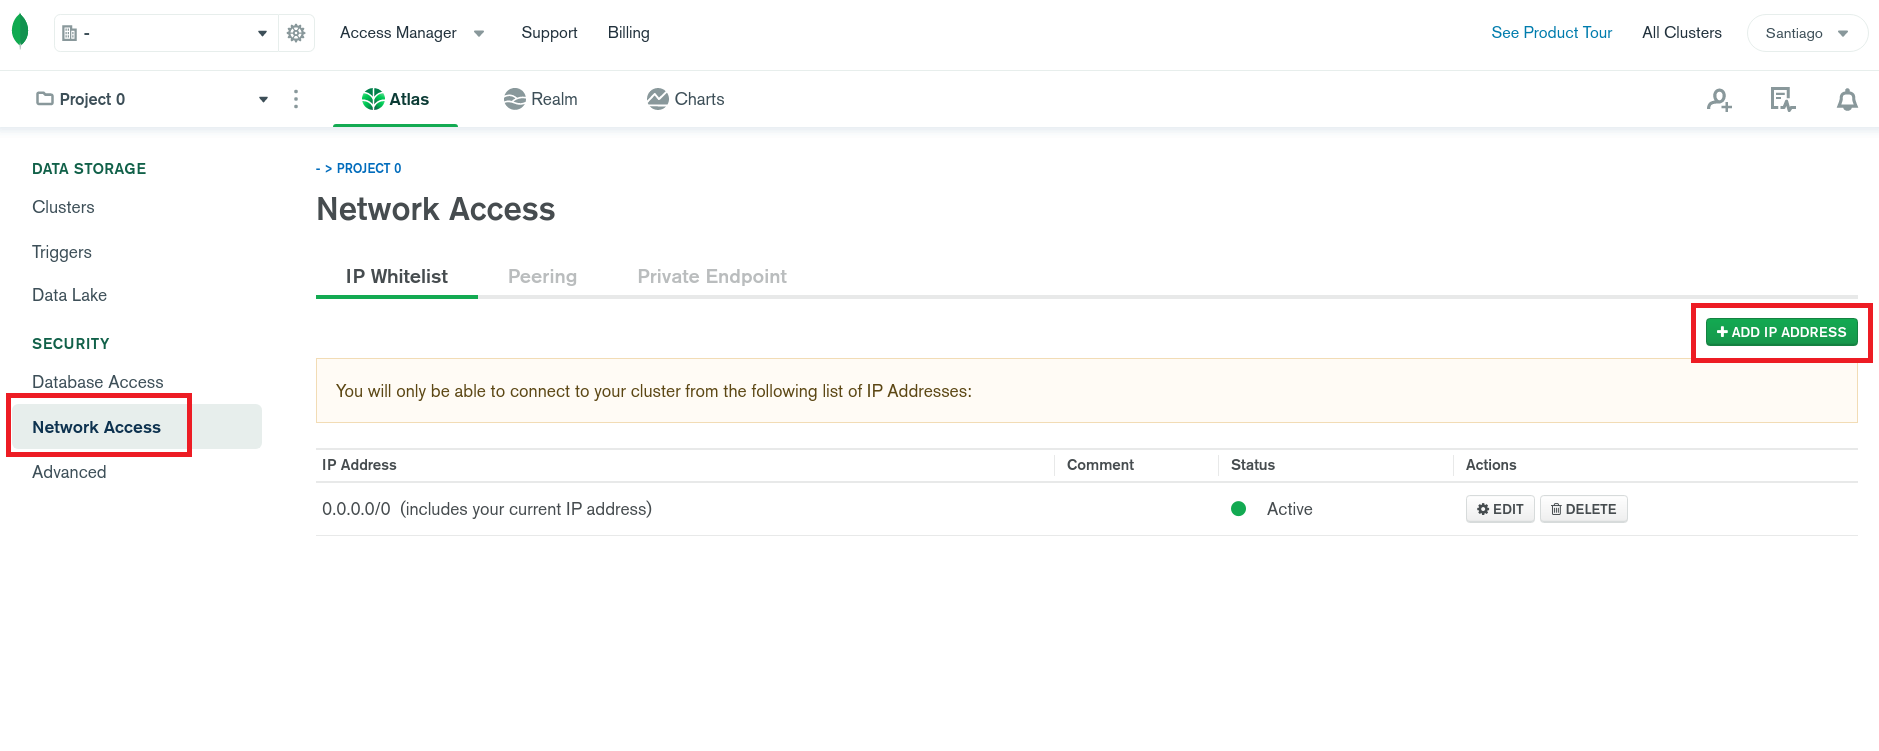 -
Access Manager
Support
Billing
See Product Tour
All Clusters
Santiago
Project 0
Atlas
Realm
Charts
DATA STORAGE
Clusters
Triggers
Data Lake
SECURITY
Database Access
Network Access
Advanced
- > PROJECT 0
Network Access
IP Whitelist
Peering
Private Endpoint
+ ADD IP ADDRESS
You will only be able to connect to your cluster from the following list of IP Addresses:
IP Address
Comment
Status
Actions
0.0.0.0/0 (includes your current IP address)
Active
EDIT
DELETE